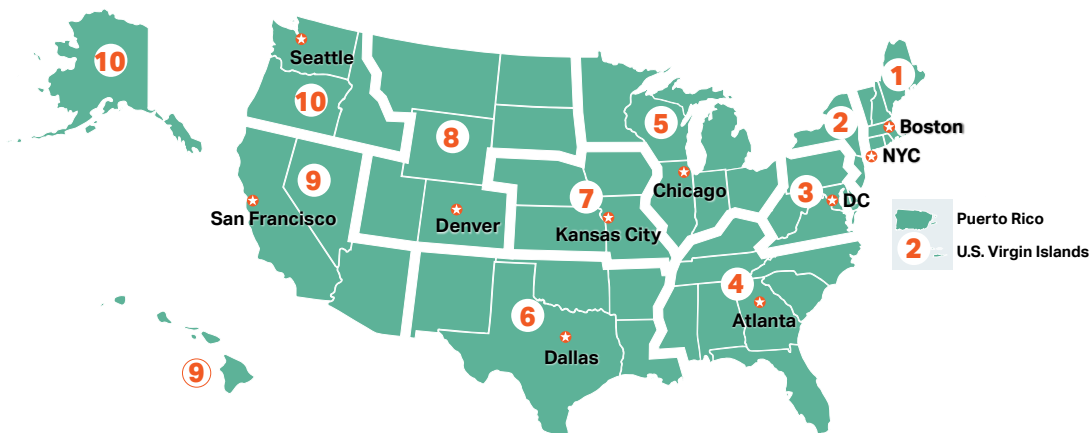 10
1
Seattle
10
2
5
Boston
8
NYC
9
Chicago
3
DC
7
San Francisco
Denver
Kansas City
Puerto Rico
2
U.S. Virgin Islands
4
6
Atlanta
Dallas
9